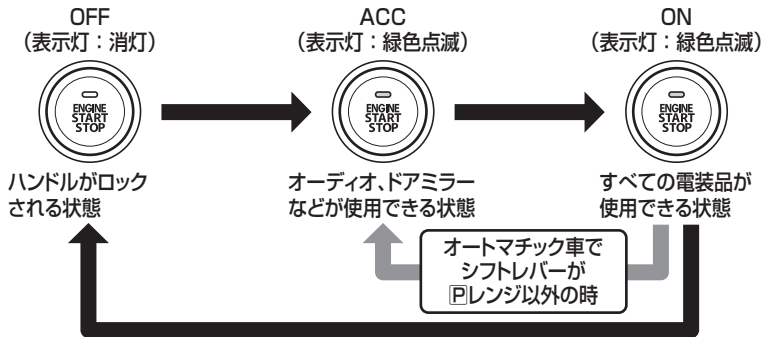 OFF
(表示灯：消灯)
ENGINE
START
STOP
ハンドルがロック
される状態
ACC
(表示灯：緑色点滅)
ENGINE
START
STOP
オーディオ、ドアミラー
などが使用できる状態
ON
(表示灯：緑色点滅)
ENGINE
START
STOP
すべての電装品が
使用できる状態
オートマチック車で
シフトレバーが
🄿レンジ以外の時